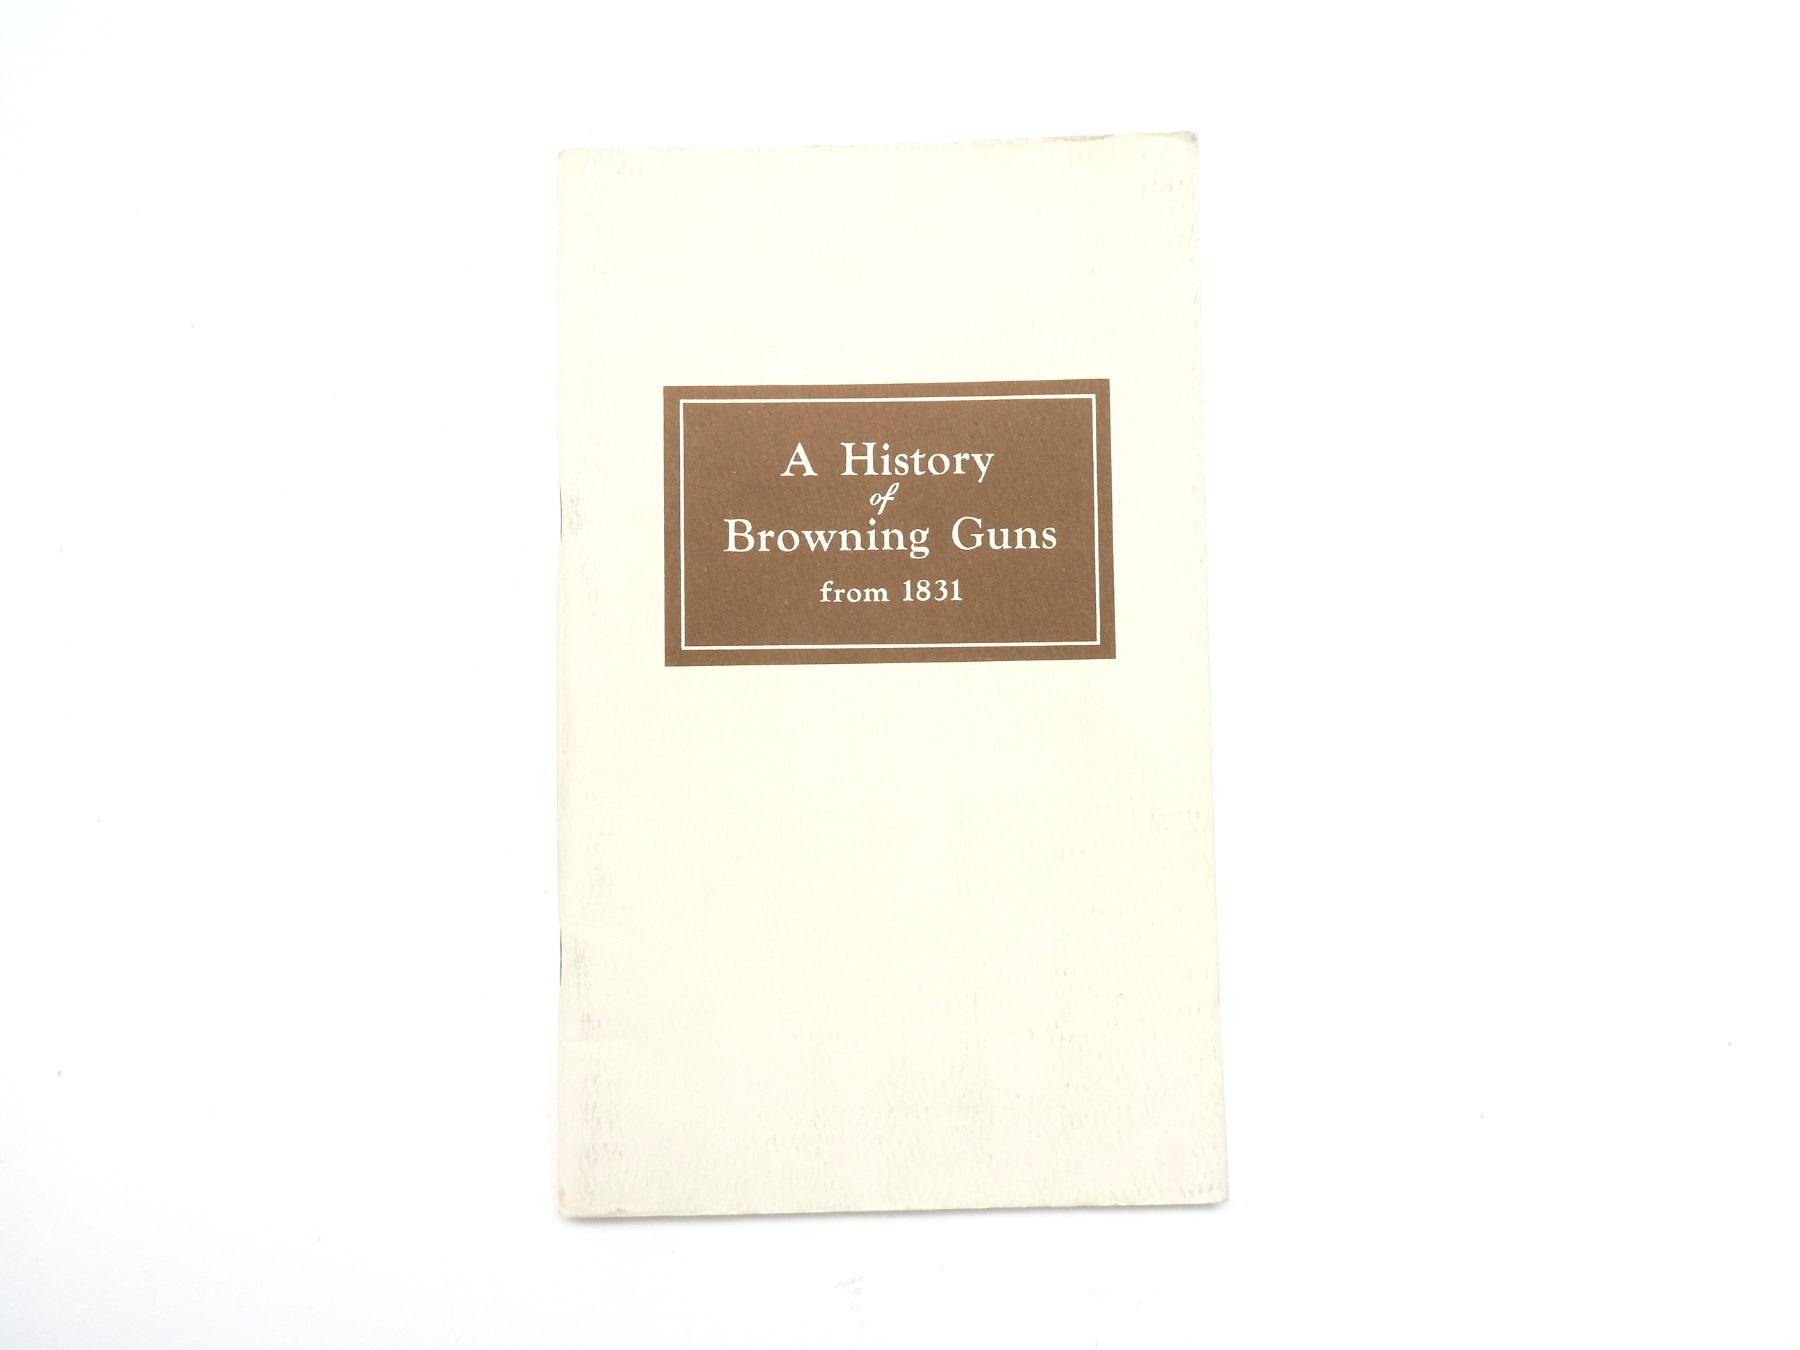 A History
of
Browning Guns
from 1831